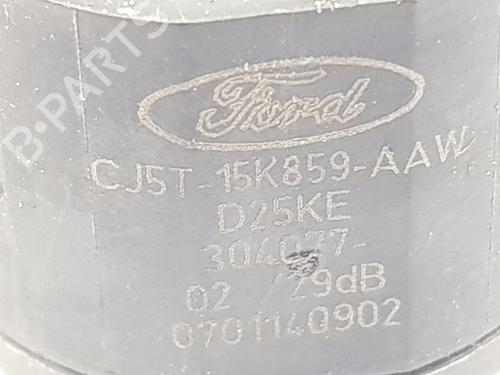 B-PARTS
Ford
CJ5T-15K859-AAW
D25KE
304077-
02 /29dB
0701140902